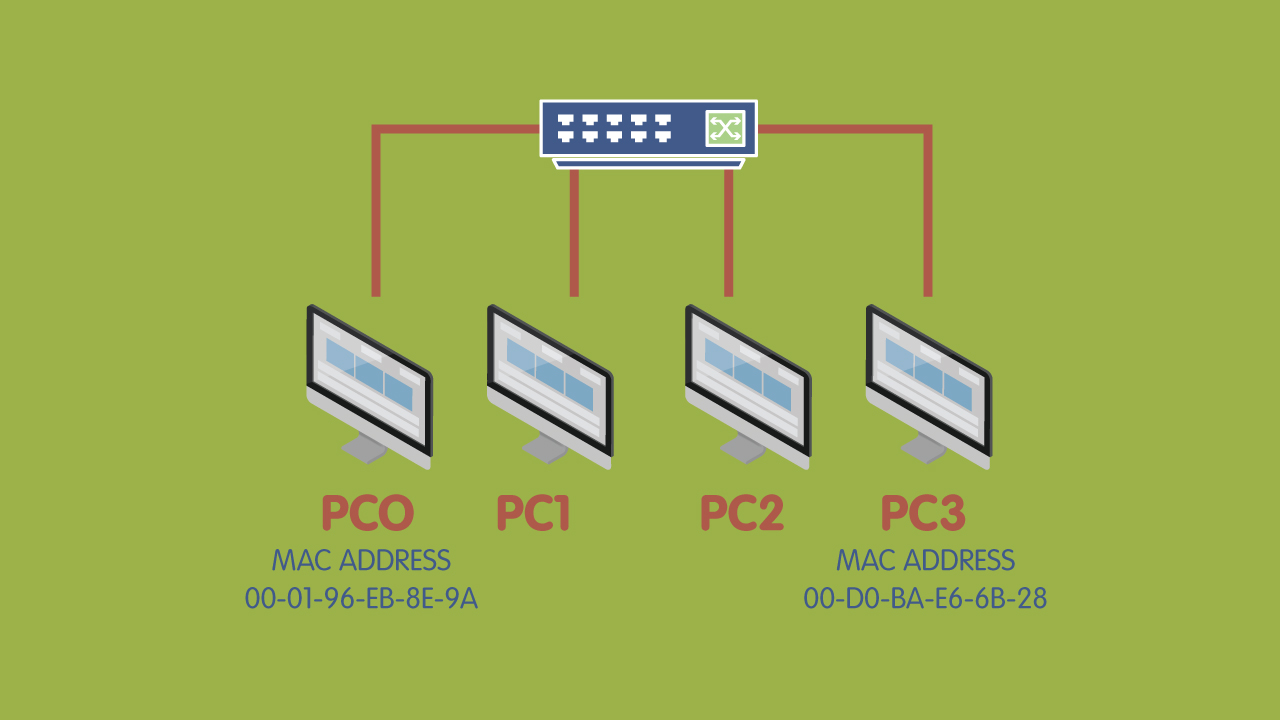 PC0
PC1
PC2
PC3
MAC ADDRESS
00-01-96-EB-8E-9A
MAC ADDRESS
00-D0-BA-E6-6B-28